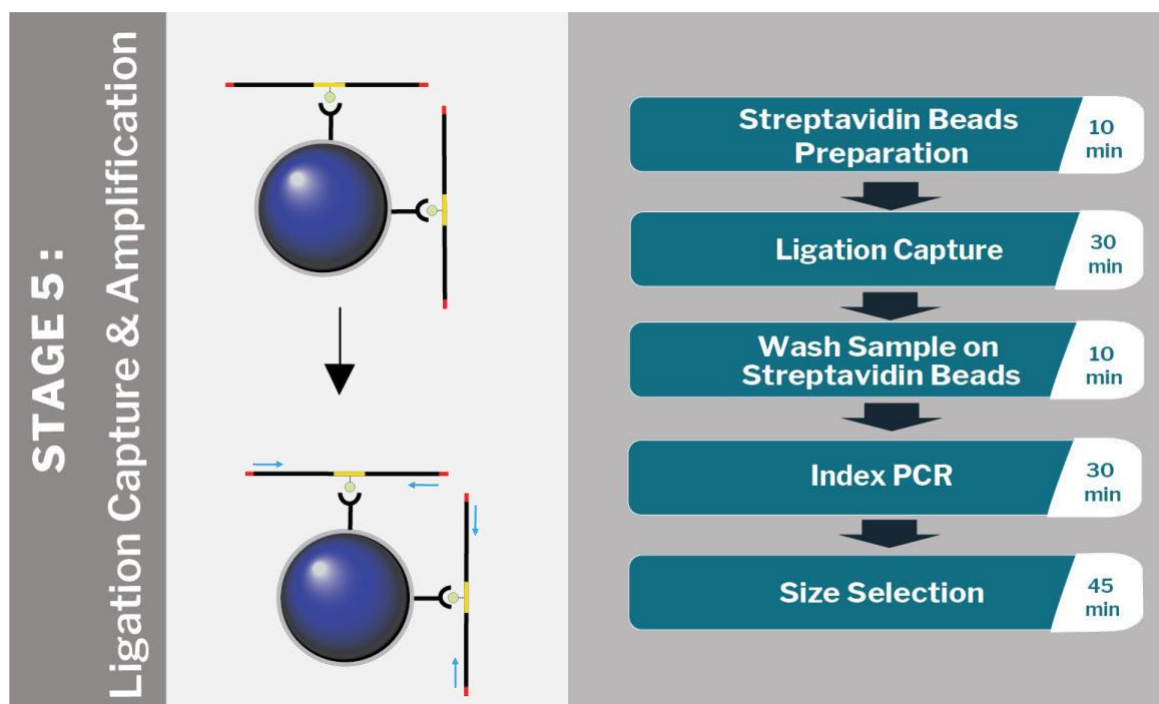 STAGE 5:
Ligation Capture & Amplification
Streptavidin Beads
Preparation
10
min
Ligation Capture
30
min
Wash Sample on
Streptavidin Beads
10
min
Index PCR
30
min
Size Selection
45
min